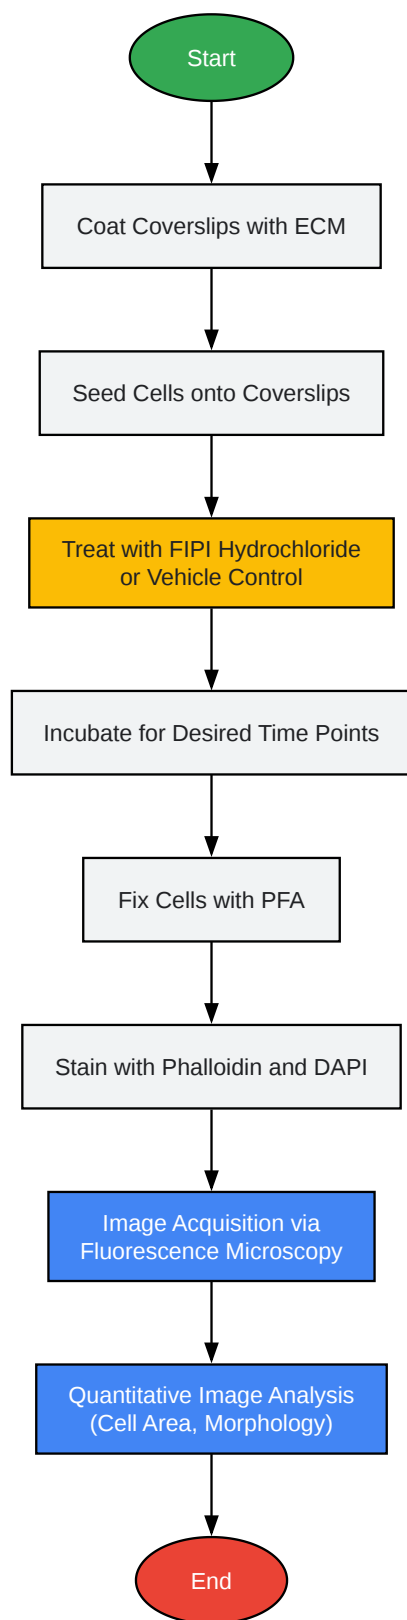 Start
Coat Coverslips with ECM
Seed Cells onto Coverslips
Treat with FIPI Hydrochloride
or Vehicle Control
Incubate for Desired Time Points
Fix Cells with PFA
Stain with Phalloidin and DAPI
Image Acquisition via
Fluorescence Microscopy
Quantitative Image Analysis
(Cell Area, Morphology)
End